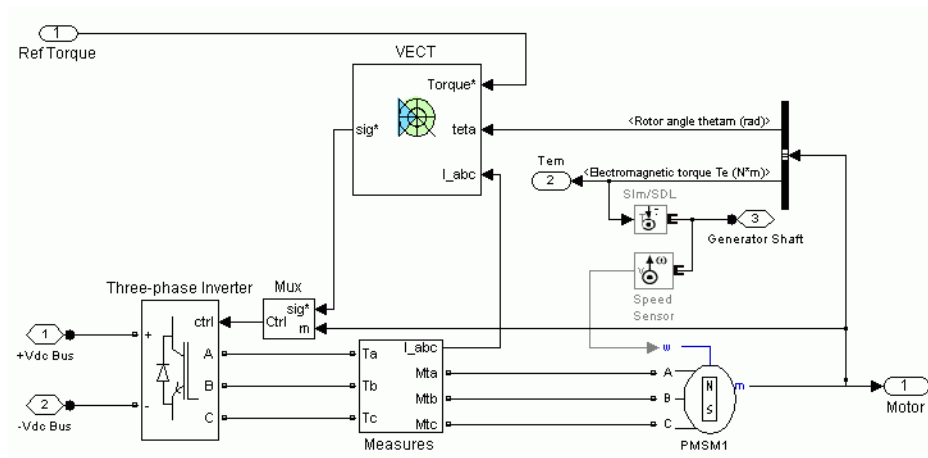 1
Ref Torque
VECT
Torque*
sig*
teta
I_abc
<Rotor angle thetam (rad)>
Tem
2
<Electromagnetic torque Te (N*m)>
Slm/SDL
3
Generator Shaft
Speed
Sensor
Three-phase Inverter
Mux
sig*
Ctrl
m
ctrl
1
+
+Vdc Bus
A
B
C
2
-
-Vdc Bus
I_abc
Ta
Tb
Tc
Mta
Mtb
Mtc
Measures
w
A
B
C
N
S
m
PMSM1
1
Motor